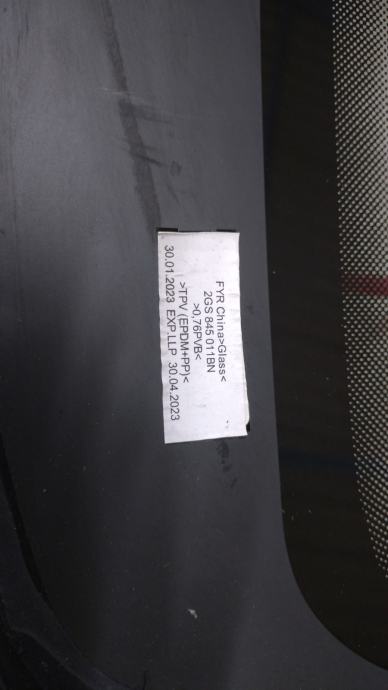 FYR China>Glass<
2GS 845 011BN
>0,76PVB<
>TPV (EPDM+PP)<
30.01.2023 EXP.LLP 30.04.2023